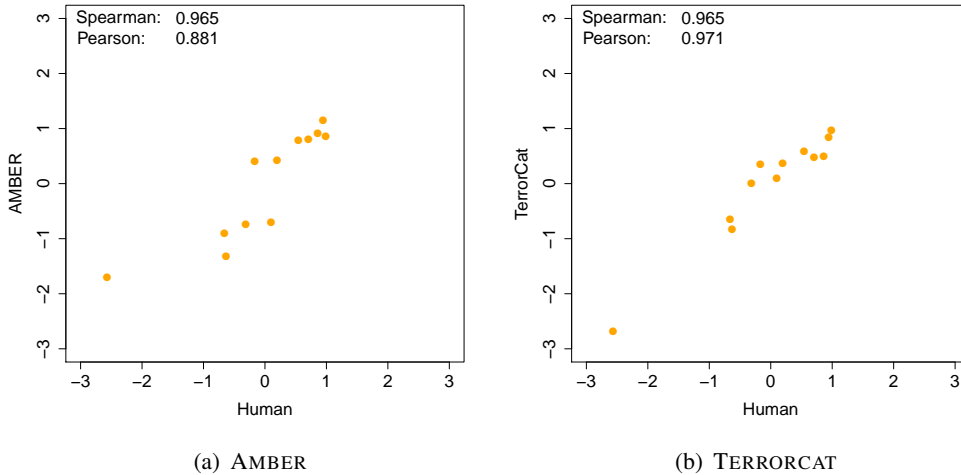 Spearman: 0.965
Pearson: 0.881
3
2
1
0
−1
−2
−3
AMBER
−3 −2 −1 0 1 2 3
Human
(a) AMBER
Spearman: 0.965
Pearson: 0.971
3
2
1
0
−1
−2
−3
TerrorCat
−3 −2 −1 0 1 2 3
Human
(b) TERRORCAT